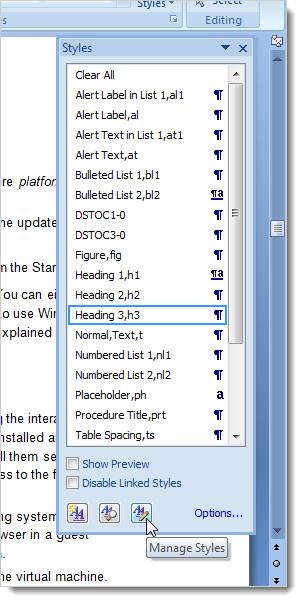 Styles
Select
Editing
Styles
Clear All
Alert Label in List 1,al1
Alert Label,al
Alert Text in List 1,at1
Alert Text,at
Bulleted List 1,bl1
Bulleted List 2,bl2
DSTOC1-0
DSTOC3-0
Figure,fig
Heading 1,h1
Heading 2,h2
Heading 3,h3
Normal,Text,t
Numbered List 1,nl1
Numbered List 2,nl2
Placeholder,ph
Procedure Title,prt
Table Spacing,ts
Show Preview
Disable Linked Styles
Options...
Manage Styles
re platfor
he update
m the Star
You can ei
to use Win
explained
g the intera
nstalled a
ll them se
ss to the f
ng system
wser in a guest
he virtual machine.